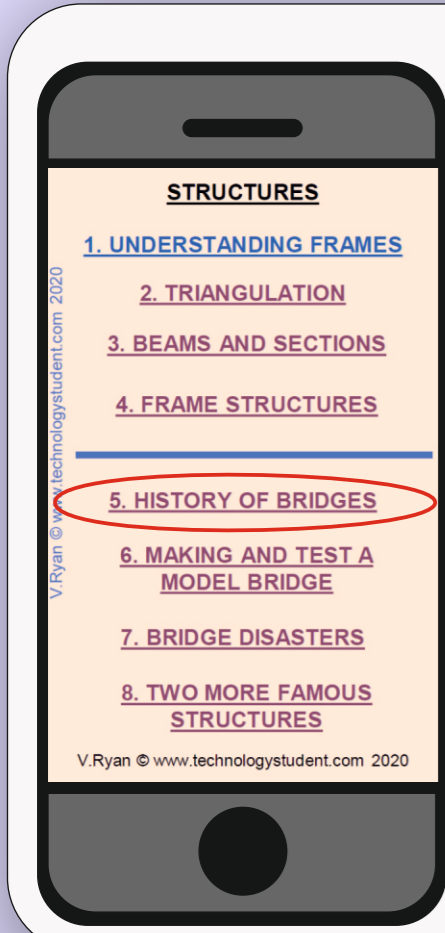 STRUCTURES
1. UNDERSTANDING FRAMES
2. TRIANGULATION
3. BEAMS AND SECTIONS
4. FRAME STRUCTURES
5. HISTORY OF BRIDGES
6. MAKING AND TEST A
MODEL BRIDGE
7. BRIDGE DISASTERS
8. TWO MORE FAMOUS
STRUCTURES
V.Ryan © www.technologystudent.com 2020
V.Ryan © www.technologystudent.com 2020